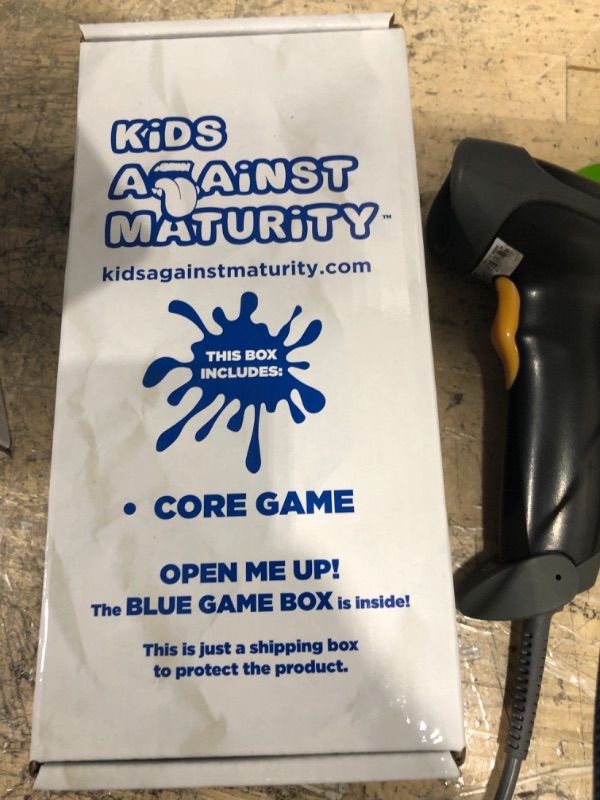 KiDS
AGAiNST
MATURiTY™
kidsagainstmaturity.com
THIS BOX
INCLUDES:
• CORE GAME
OPEN ME UP!
The BLUE GAME BOX is inside!
This is just a shipping box
to protect the product.